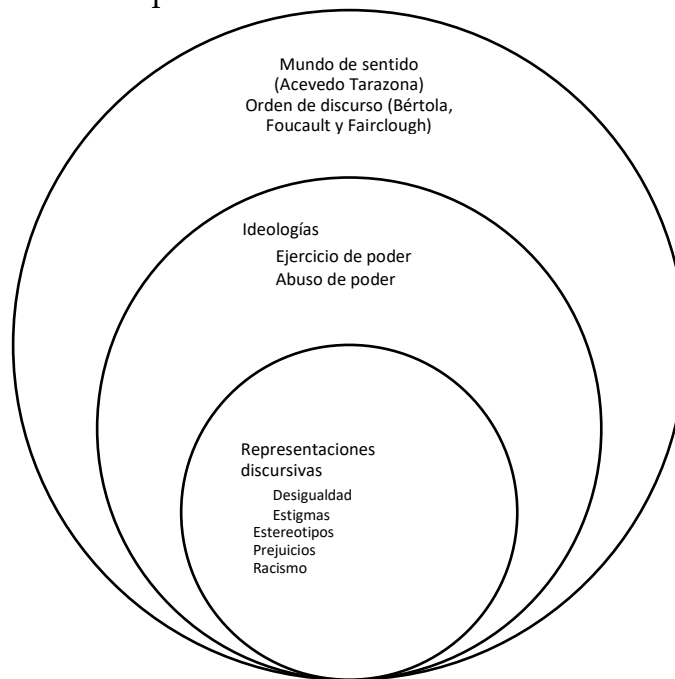 Mundo de sentido
(Acevedo Tarazona)
Orden de discurso (Bértola,
Foucault y Fairclough)
Ideologías
Ejercicio de poder
Abuso de poder
Representaciones
discursivas
Desigualdad
Estigmas
Estereotipos
Prejuicios
Racismo